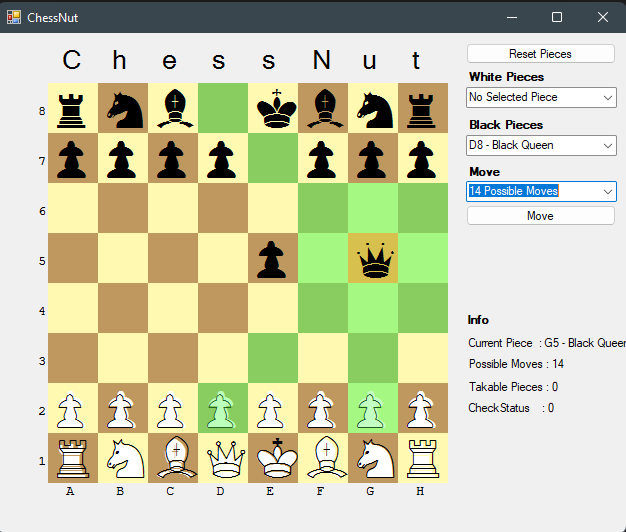 ChessNut
C h e s s N u t
Reset Pieces
White Pieces
No Selected Piece
Black Pieces
D8 - Black Queen
Move
14 Possible Moves
Move
Info
Current Piece : G5 - Black Queen
Possible Moves : 14
Takable Pieces : 0
CheckStatus : 0
8
7
6
5
4
3
2
1
A B C D E F G H